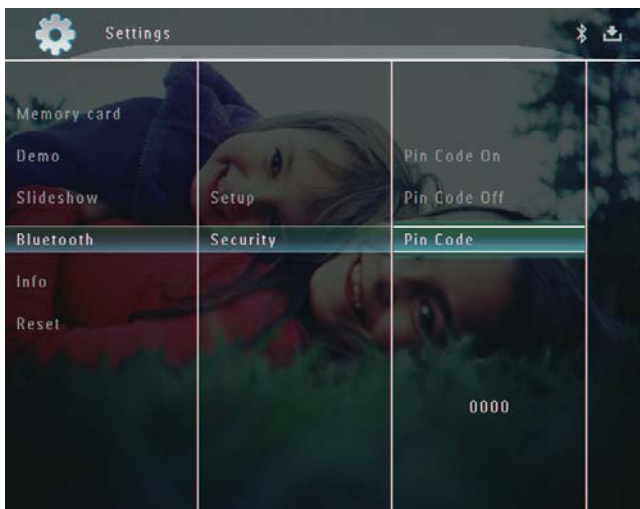 Settings
Memory card
Demo
Slideshow
Bluetooth
Info
Reset
Setup
Security
Pin Code On
Pin Code Off
Pin Code
0000